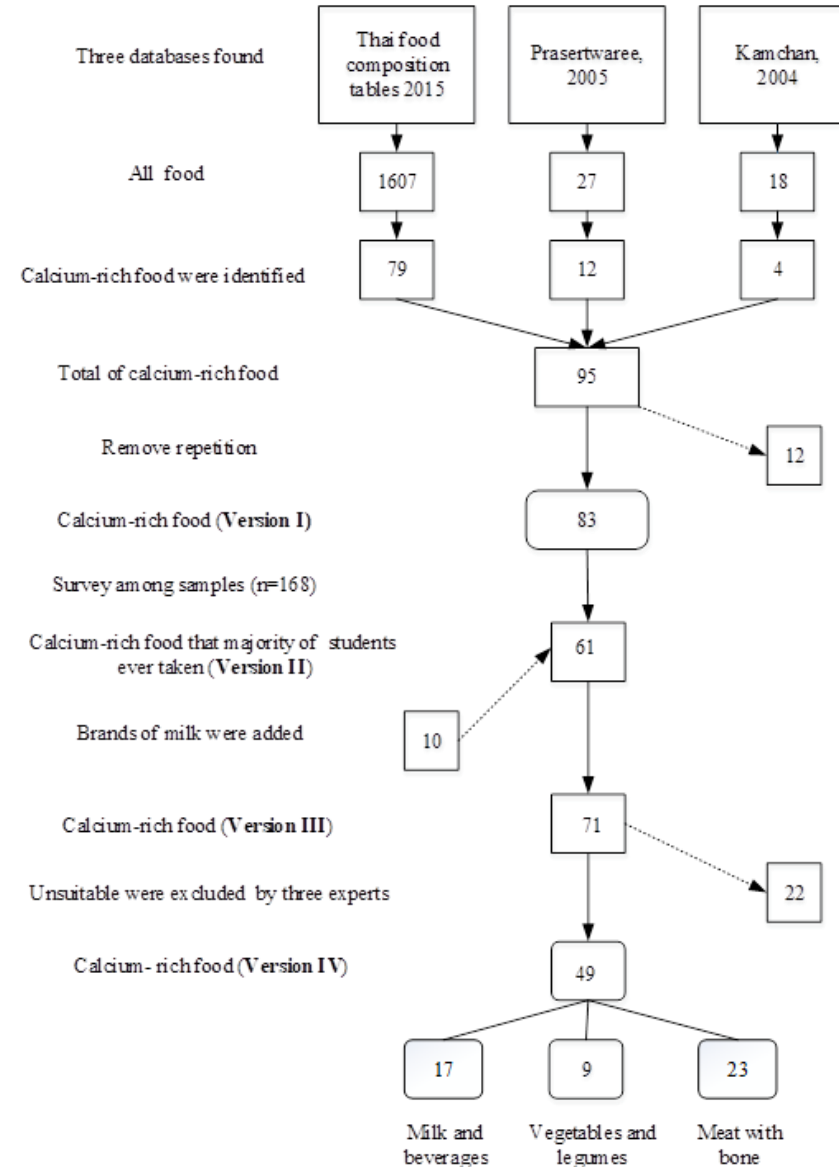 Three databases found
Thai food
composition
tables 2015
Prasertwaree,
2005
Kamchan,
2004
All food
1607
27
18
Calcium-rich food were identified
79
12
4
Total of calcium-rich food
95
Remove repetition
12
Calcium-rich food (Version I)
83
Survey among samples (n=168)
Calcium-rich food that majority of students
ever taken (Version II)
61
Brands of milk were added
10
Calcium-rich food (Version III)
71
Unsuitable were excluded by three experts
22
Calcium- rich food (Version IV)
49
17
9
23
Milk and
beverages
Vegetables and
legumes
Meat with
bone